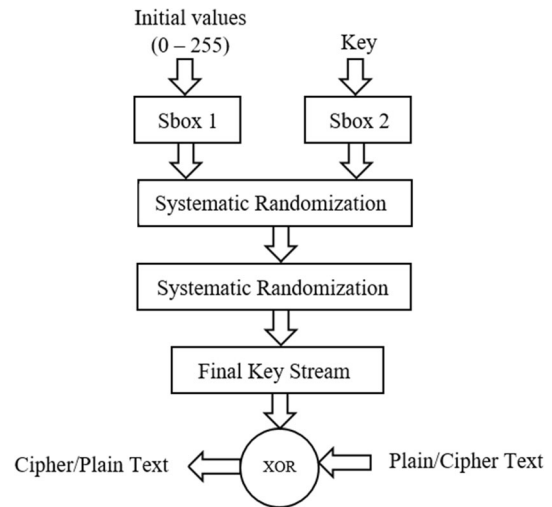 Initial values
(0 – 255)
Key
Sbox 1
Sbox 2
Systematic Randomization
Systematic Randomization
Final Key Stream
Cipher/Plain Text
XOR
Plain/Cipher Text